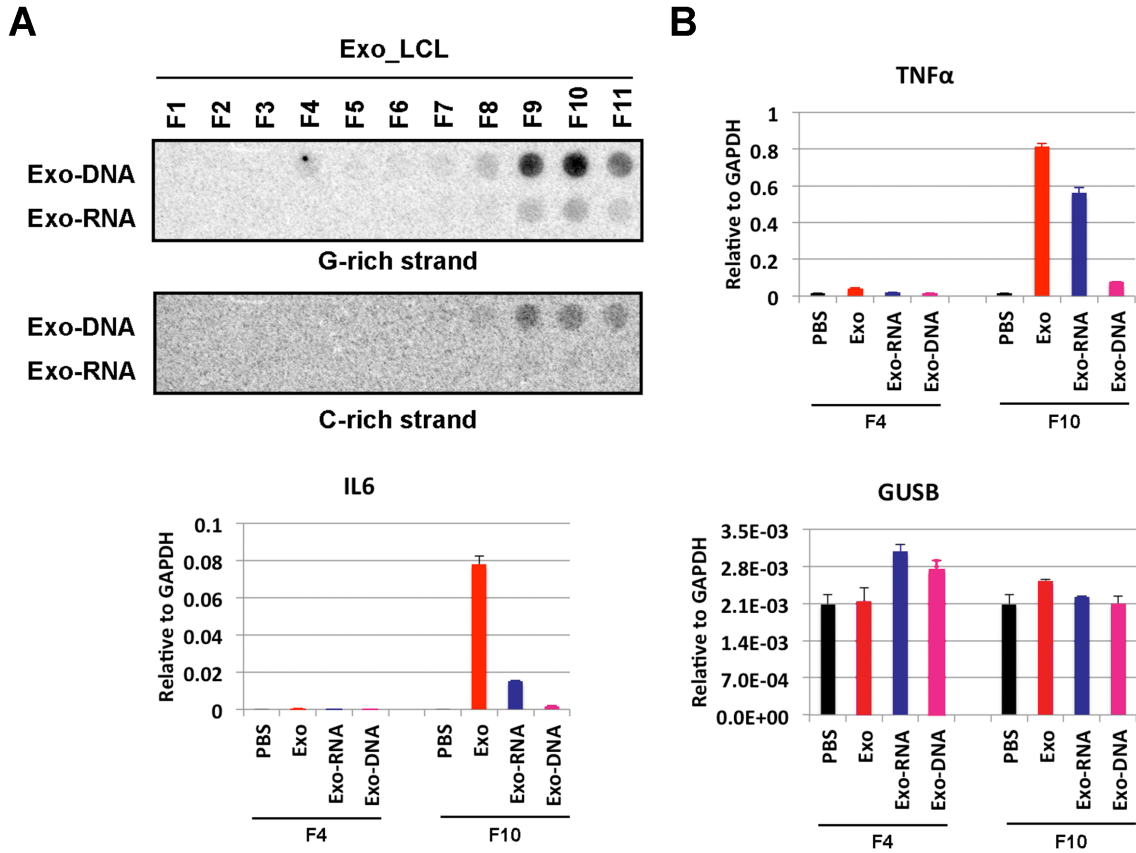 A
Exo_LCL
F1 F2 F3 F4 F5 F6 F7 F8 F9 F10 F11
Exo-DNA
Exo-RNA
G-rich strand
Exo-DNA
Exo-RNA
C-rich strand
B
TNFα
Relative to GAPDH
1
0.8
0.6
0.4
0.2
0
PBS Exo Exo-RNA Exo-DNA PBS Exo Exo-RNA Exo-DNA
F4 F10
IL6
Relative to GAPDH
0.1
0.08
0.06
0.04
0.02
0
PBS Exo Exo-RNA Exo-DNA PBS Exo Exo-RNA Exo-DNA
F4 F10
GUSB
Relative to GAPDH
3.5E-03
2.8E-03
2.1E-03
1.4E-03
7.0E-04
0.0E+00
PBS Exo Exo-RNA Exo-DNA PBS Exo Exo-RNA Exo-DNA
F4 F10